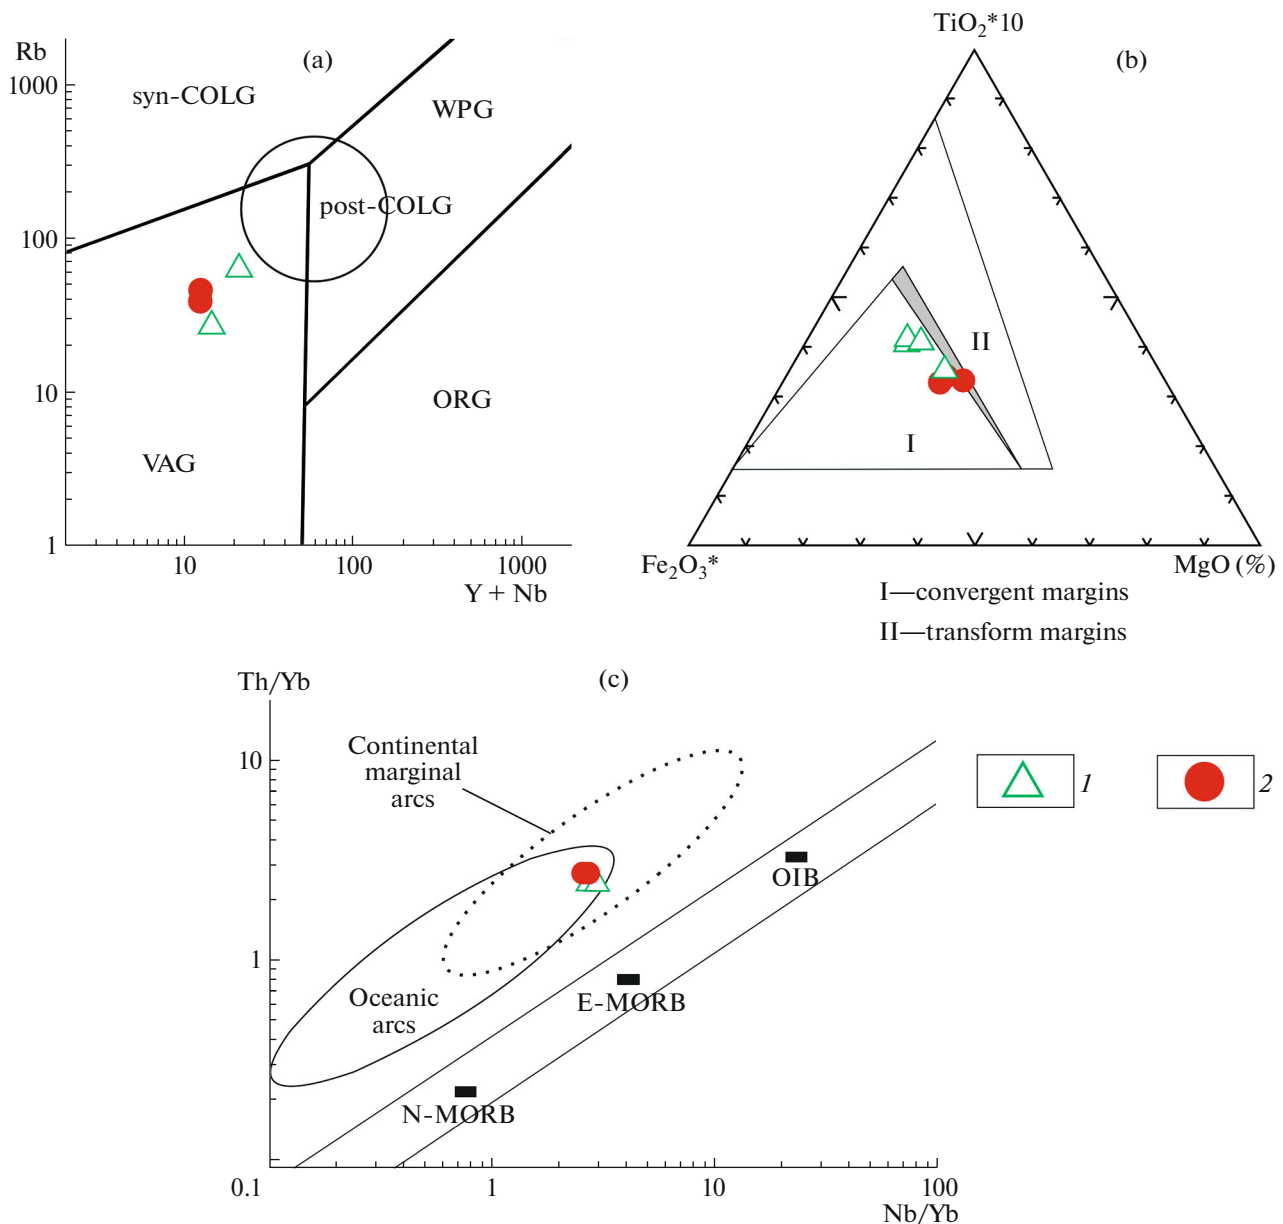 Rb
(a)
1000
syn-COLG
WPG
post-COLG
100
10
ORG
VAG
1
10
100
1000
Y + Nb
TiO₂*10
(b)
II
I
Fe₂O₃*
MgO (%)
I—convergent margins
II—transform margins
Th/Yb
(c)
Continental
marginal
arcs
10
1
2
OIB
1
E-MORB
Oceanic
arcs
N-MORB
0.1
1
10
100
Nb/Yb